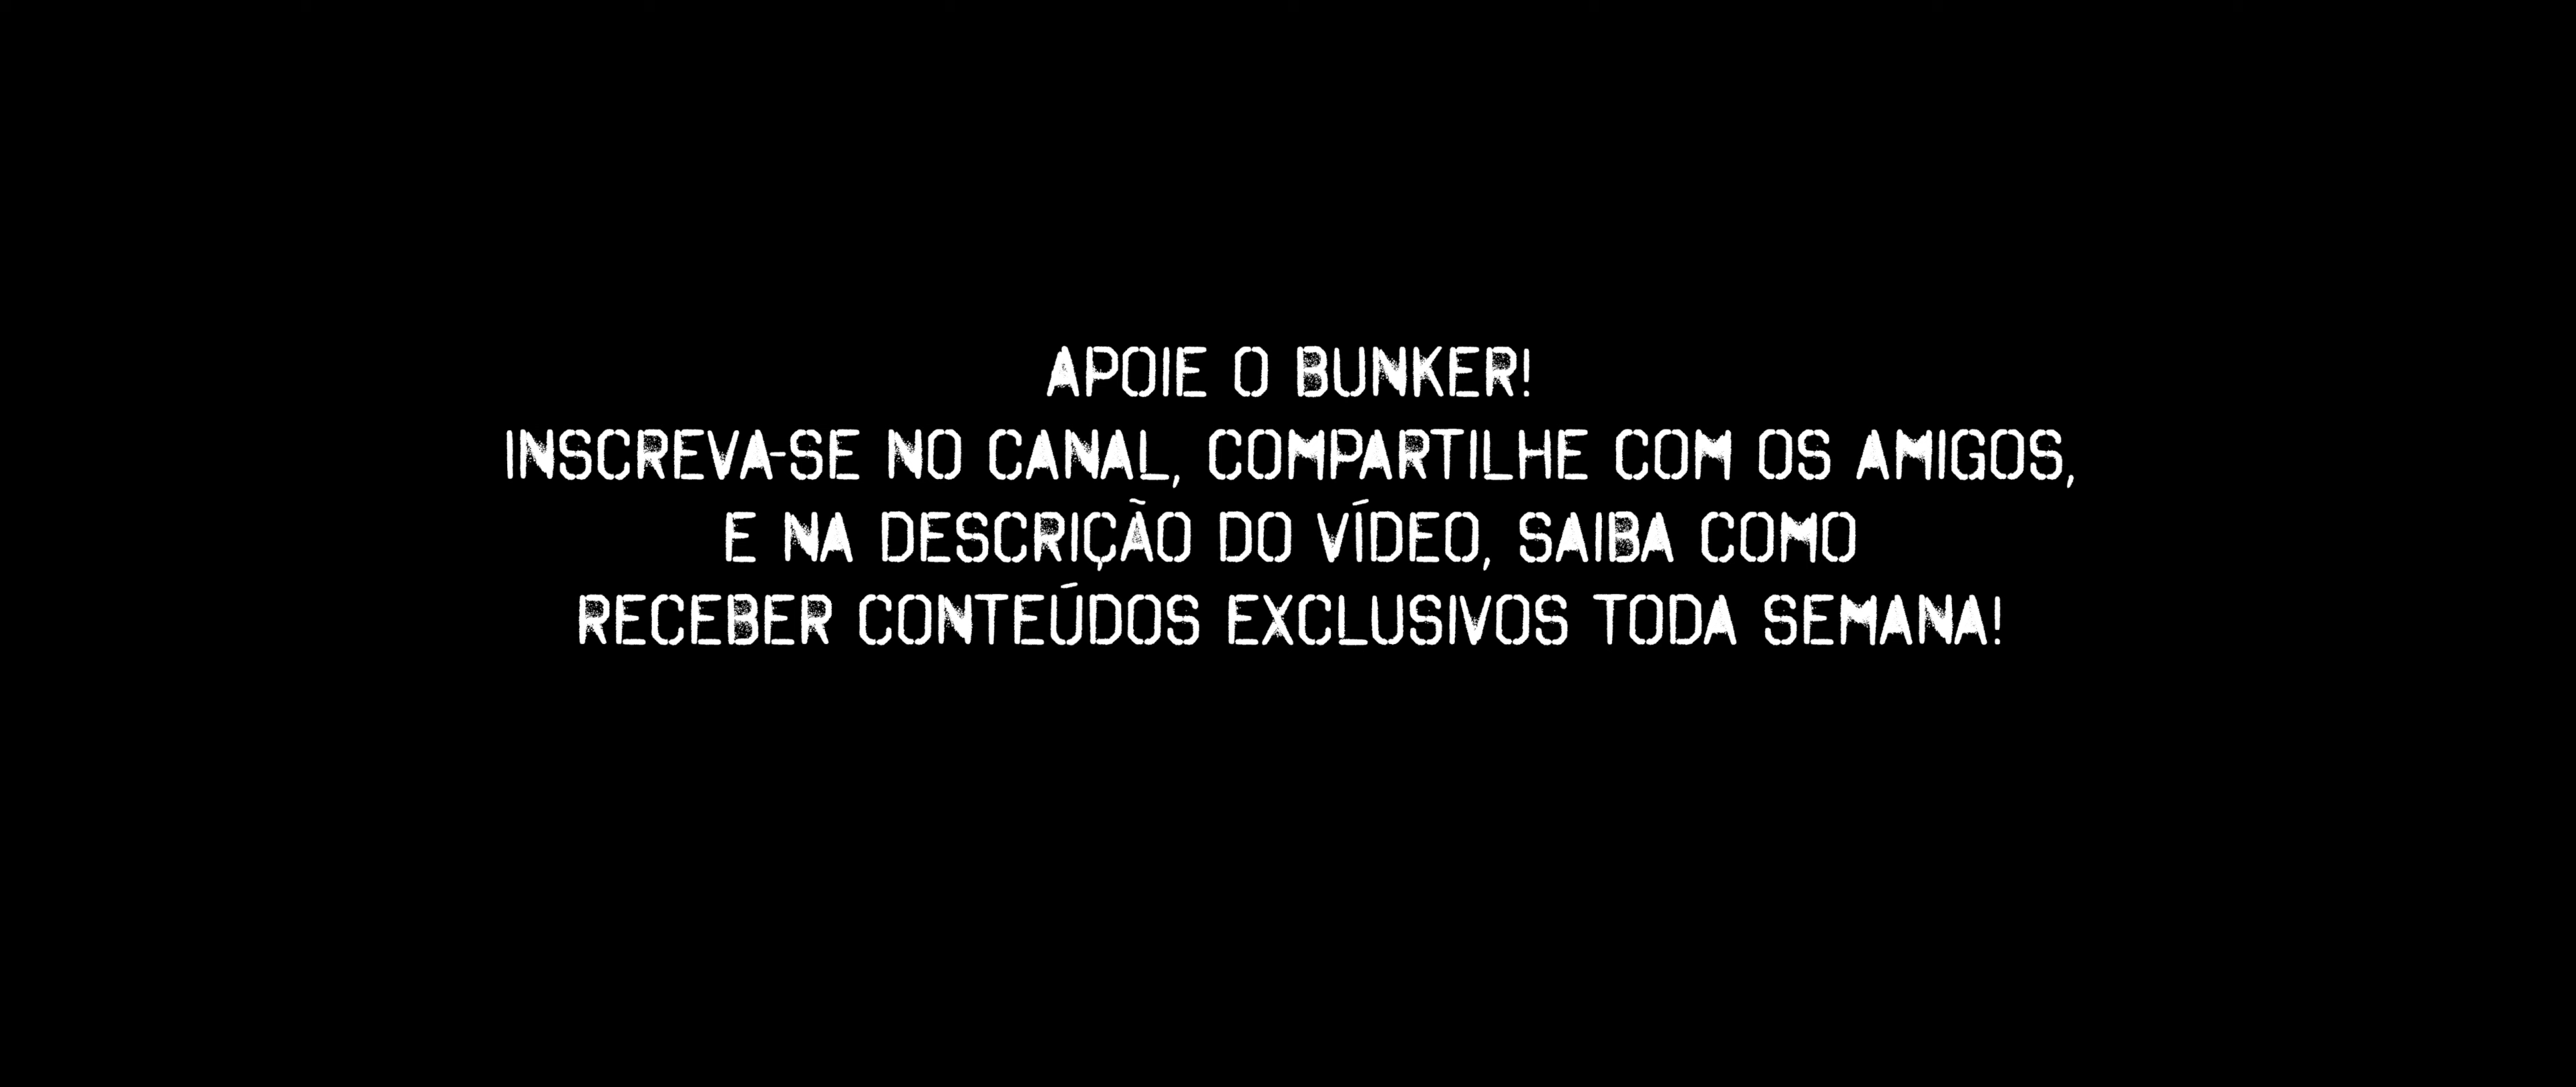 APOIE O BUNKER!
INSCREVA-SE NO CANAL, COMPARTILHE COM OS AMIGOS,
E NA DESCRIÇÃO DO VÍDEO, SAIBA COMO
RECEBER CONTEÚDOS EXCLUSIVOS TODA SEMANA!